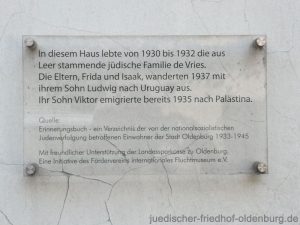 In diesem Haus lebte von 1930 bis 1932 die aus
Leer stammende jüdische Familie de Vries.
Die Eltern, Frida und Isaak, wanderten 1937 mit
ihrem Sohn Ludwig nach Uruguay aus.
Ihr Sohn Viktor emigrierte bereits 1935 nach Palästina.
Quelle:
Erinnerungsbuch - ein Verzeichnis der von der nationalsozialistischen
Judenverfolgung betroffenen Einwohner der Stadt Oldenburg 1933-1945
Mit freundlicher Unterstützung der Landessparkasse zu Oldenburg.
Eine Initiative des Fördervereins Internationales Fluchtmuseum e.V.
juedischer-friedhof-oldenburg.de